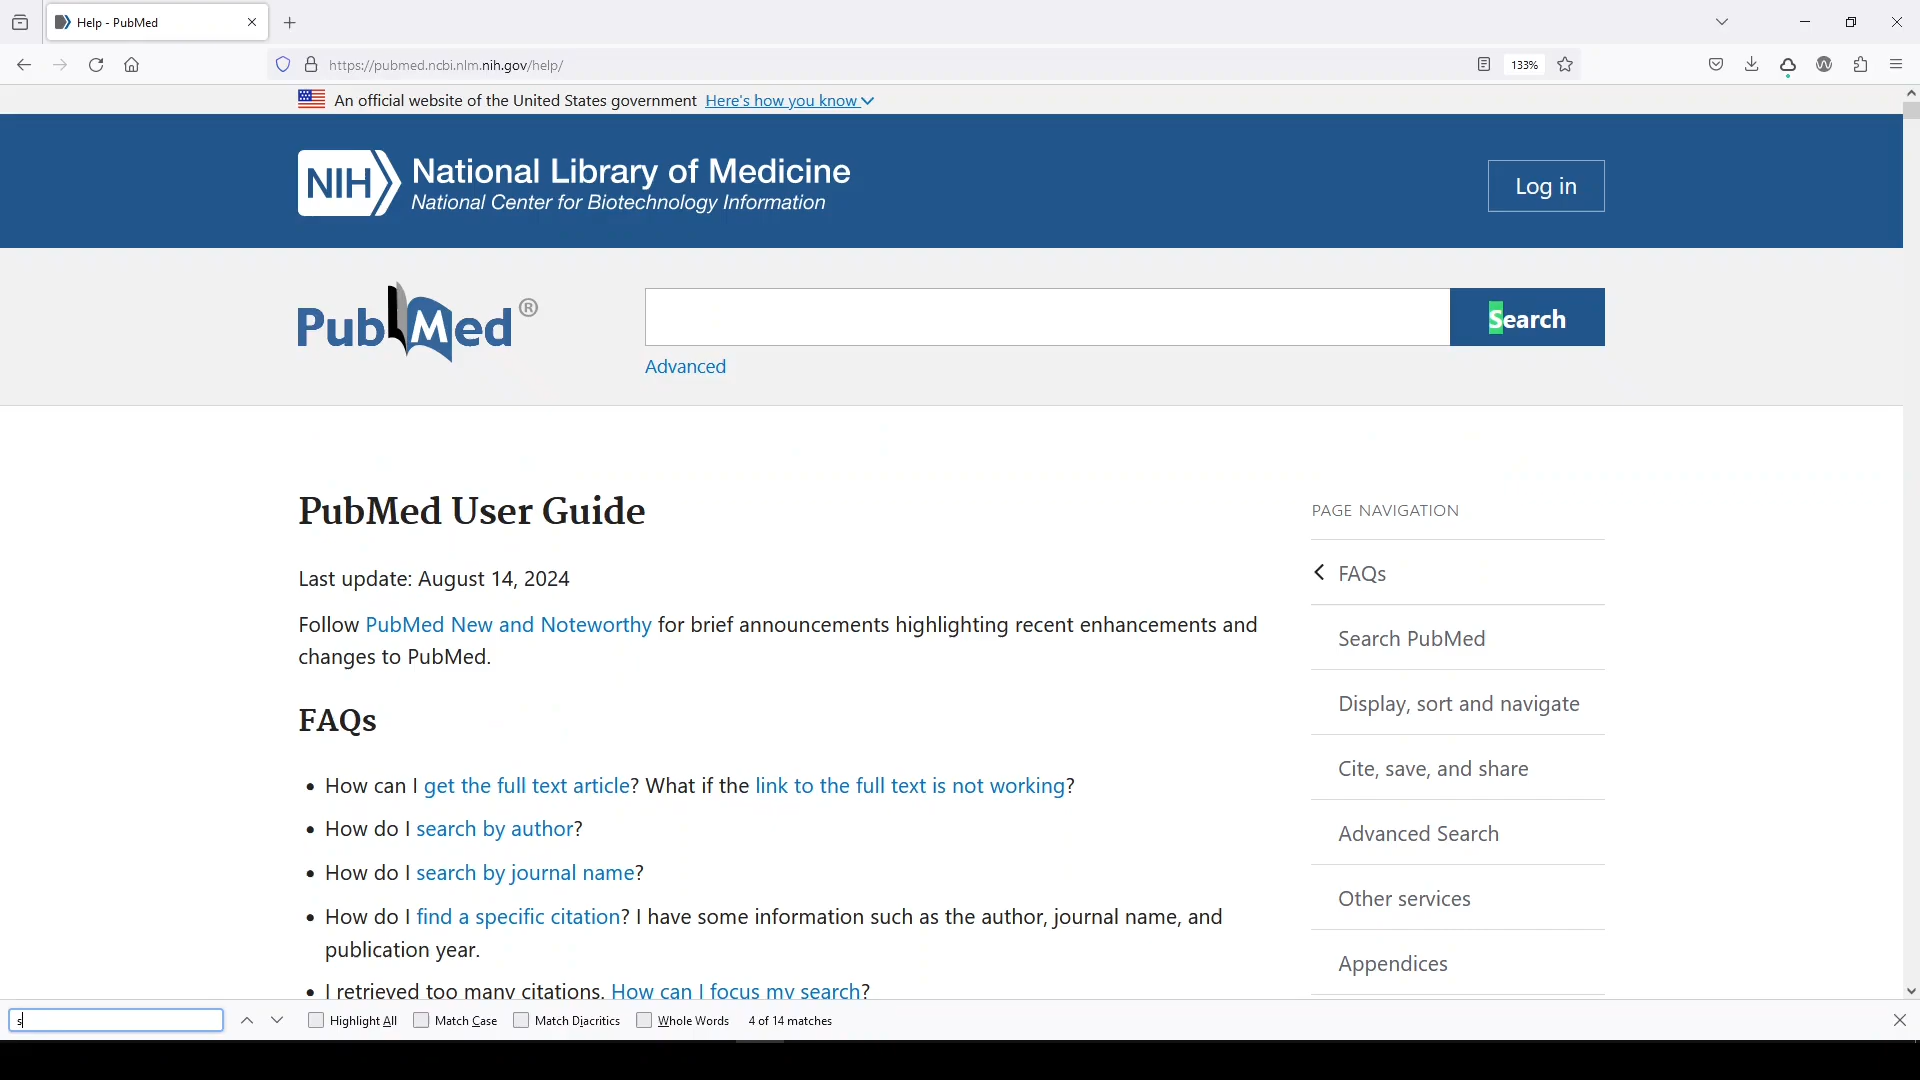 Help - PubMed
https://pubmed.ncbi.nlm.nih.gov/help/
133%
An official website of the United States government Here's how you know
NIH National Library of Medicine
National Center for Biotechnology Information
Log in
PubMed®
Search
Advanced
PubMed User Guide
Last update: August 14, 2024
Follow PubMed New and Noteworthy for brief announcements highlighting recent enhancements and
changes to PubMed.
FAQs
• How can I get the full text article? What if the link to the full text is not working?
• How do I search by author?
• How do I search by journal name?
• How do I find a specific citation? I have some information such as the author, journal name, and
publication year.
• I retrieved too many citations. How can I focus my search?
PAGE NAVIGATION
FAQs
Search PubMed
Display, sort and navigate
Cite, save, and share
Advanced Search
Other services
Appendices
s
Highlight All
Match Case
Match Diacritics
Whole Words
4 of 14 matches